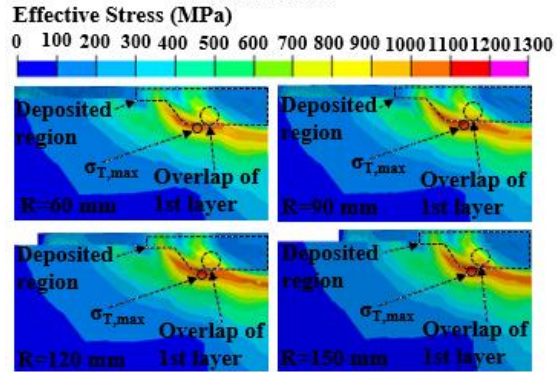 Effective Stress (MPa)
0 100 200 300 400 500 600 700 800 900 1000 1100 1200 1300
Deposited
region
σT,max
Overlap of
R=60 mm 1st layer
Deposited
region
σT,max
Overlap of
R=90 mm 1st layer
Deposited
region
σT,max
Overlap of
R=120 mm 1st layer
Deposited
region
σT,max
Overlap of
R=150 mm 1st layer